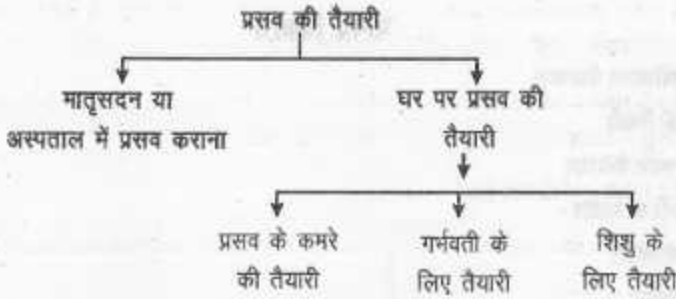 प्रसव की तैयारी
मातृसदन या
अस्पताल में प्रसव कराना
घर पर प्रसव की
तैयारी
प्रसव के कमरे
की तैयारी
गर्भवती के
लिए तैयारी
शिशु के
लिए तैयारी